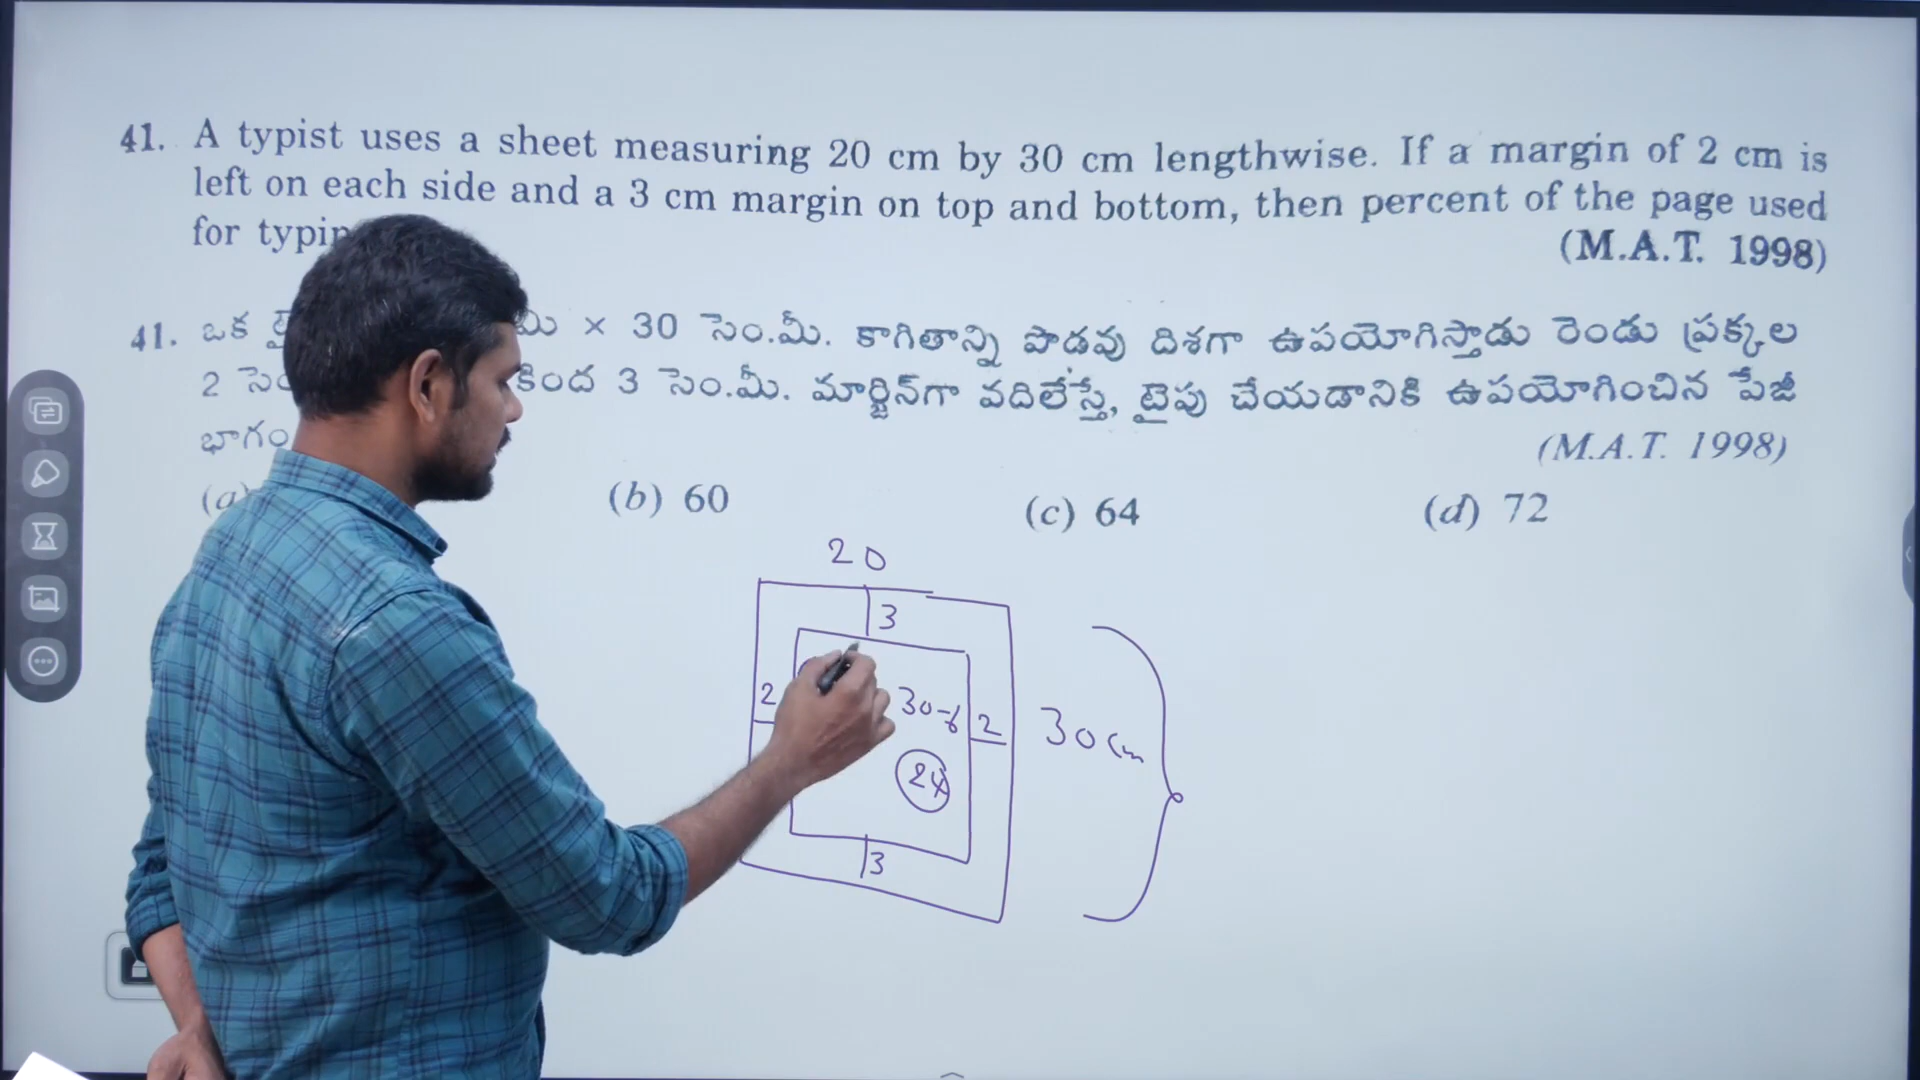 41. A typist uses a sheet measuring 20 cm by 30 cm lengthwise. If a margin of 2 cm is
left on each side and a 3 cm margin on top and bottom, then percent of the page used
for
(M.A.T. 1998)
41. ఒక × 30 సెం.మీ. కాగితాన్ని పొడవు దిశగా ఉపయోగిస్తాడు రెండు ప్రక్కల
2 కింద 3 సెం.మీ. మార్జిన్‌గా వదిలేస్తే, టైపు చేయడానికి ఉపయోగించిన పేజీ
భాగం
(M.A.T. 1998)
(a) (b) 60 (c) 64 (d) 72
20
3
2 30-6 2 30 cm
24
3